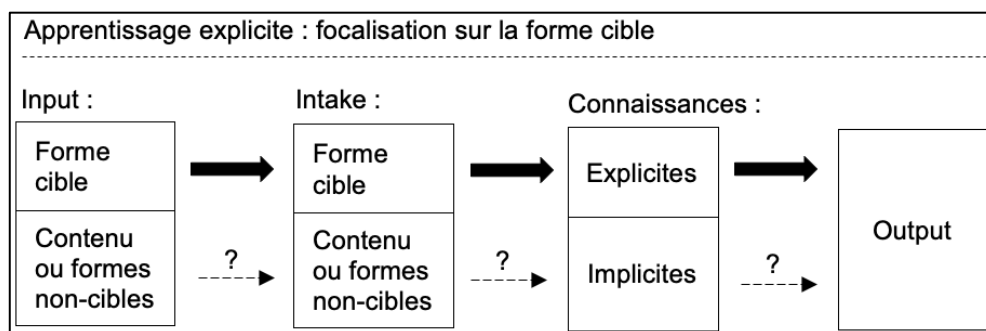 Apprentissage explicite : focalisation sur la forme cible
Input :
Intake :
Connaissances :
Forme
cible
Forme
cible
Explicites
Output
Contenu
ou formes
non-cibles
?
Contenu
ou formes
non-cibles
?
Implicites
?